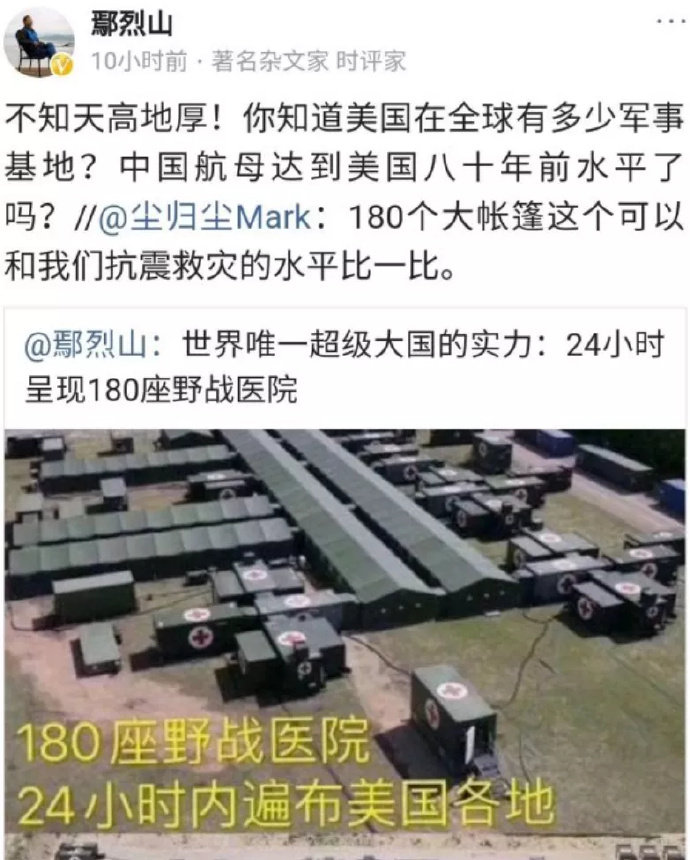 鄢烈山
10小时前·著名杂文家 时评家
不知天高地厚！你知道美国在全球有多少军事
基地？中国航母达到美国八十年前水平了
吗？//@尘归尘Mark：180个大帐篷这个可以
和我们抗震救灾的水平比一比。
@鄢烈山：世界唯一超级大国的实力：24小时
呈现180座野战医院
180座野战医院
24小时内遍布美国各地